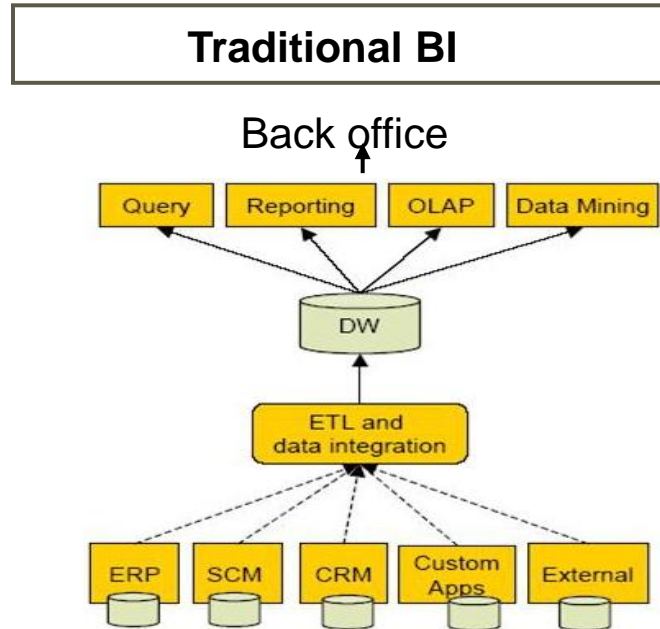 Traditional BI
Back office
Query Reporting OLAP Data Mining
DW
ETL and
data integration
ERP SCM CRM Custom
Apps External